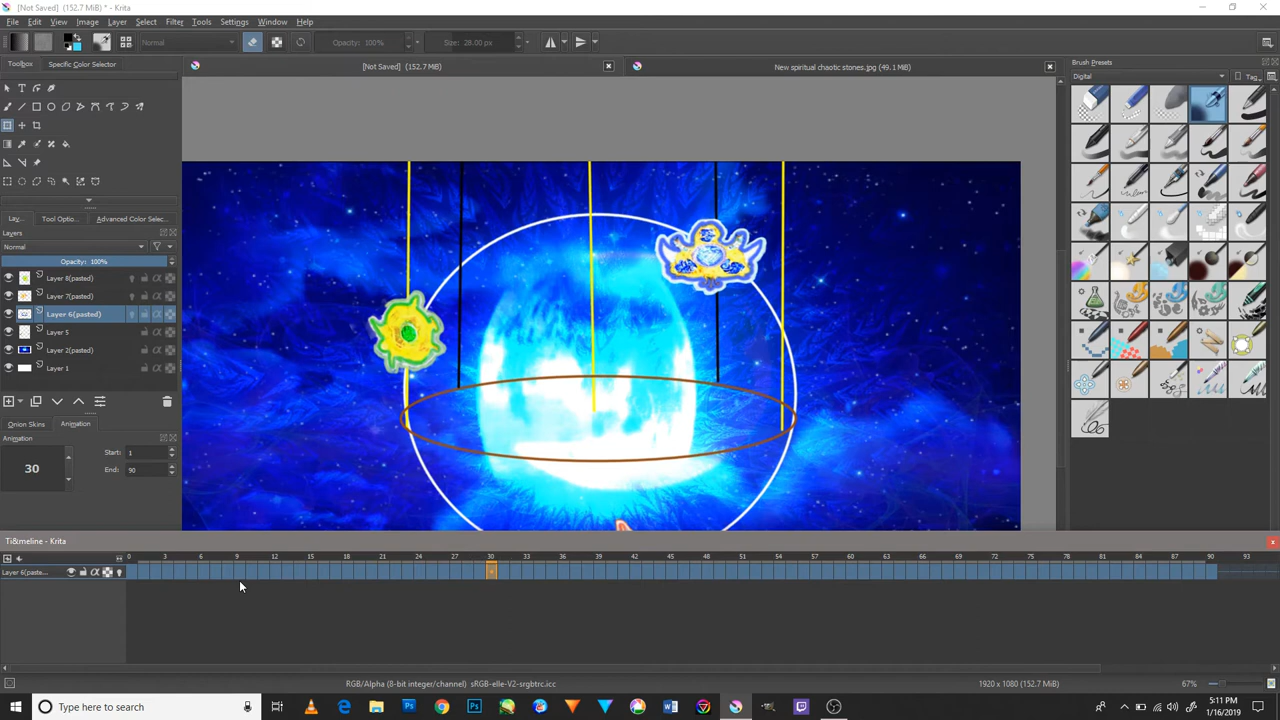 [Not Saved] (152.7 MiB) * - Krita
File Edit View Image Layer Select Filter Tools Settings Window Help
Normal Opacity: 100% Size: 28.00 px
Toolbox Specific Color Selector
[Not Saved] (152.7 MiB) New spiritual chaotic stones.jpg (49.1 MiB)
Brush Presets
Digital Tag
Lay... Tool Optio... Advanced Color Selec...
Layers
Normal
Opacity: 100%
Layer 8(pasted)
Layer 7(pasted)
Layer 6(pasted)
Layer 5
Layer 2(pasted)
Layer 1
Onion Skins Animation
Animation
30 Start: 1
End: 90
Ti&meline - Krita
0 3 6 9 12 15 18 21 24 27 30 33 36 39 42 45 48 51 54 57 60 63 66 69 72 75 78 81 84 87 90 93
Layer 6(paste...
RGB/Alpha (8-bit integer/channel) sRGB-elle-V2-srgbtrc.icc 1920 x 1080 (152.7 MiB) 67%
Type here to search
5:11 PM
1/16/2019